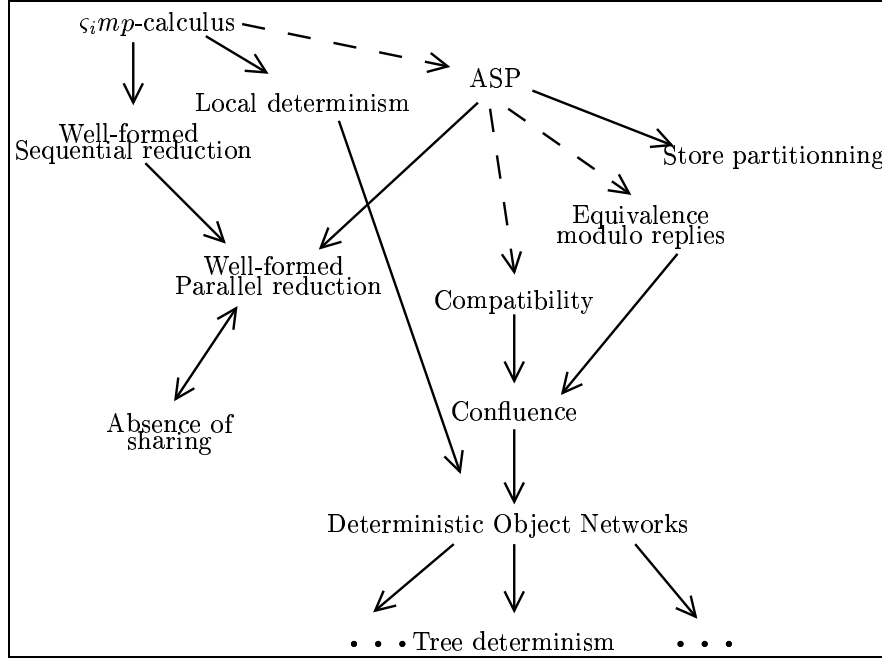 ςᵢmp-calculus
ASP
Local determinism
Well-formed
Sequential reduction
Store partitionning
Equivalence
modulo replies
Well-formed
Parallel reduction
Compatibility
Absence of
sharing
Confluence
Deterministic Object Networks
• • • Tree determinism • • •